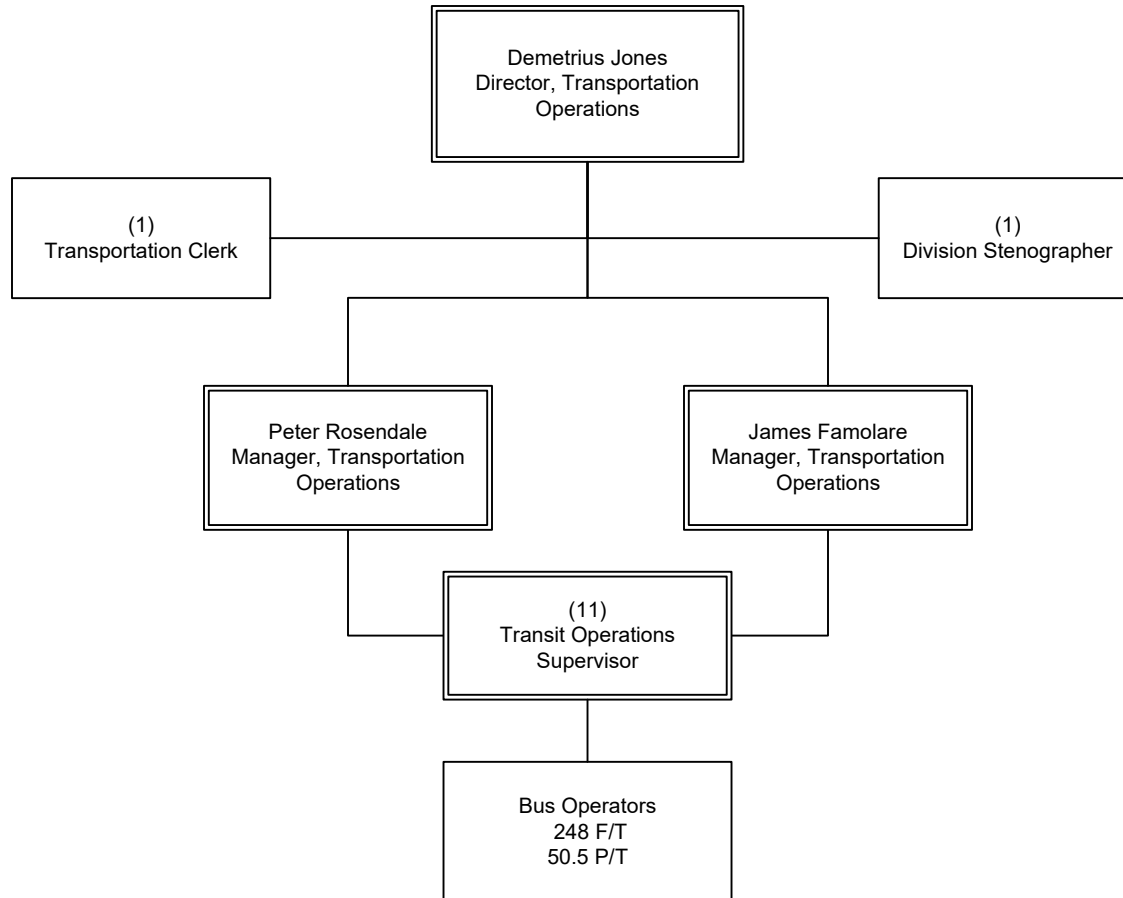 Demetrius Jones
Director, Transportation
Operations
(1)
Transportation Clerk
(1)
Division Stenographer
Peter Rosendale
Manager, Transportation
Operations
James Famolare
Manager, Transportation
Operations
(11)
Transit Operations
Supervisor
Bus Operators
248 F/T
50.5 P/T